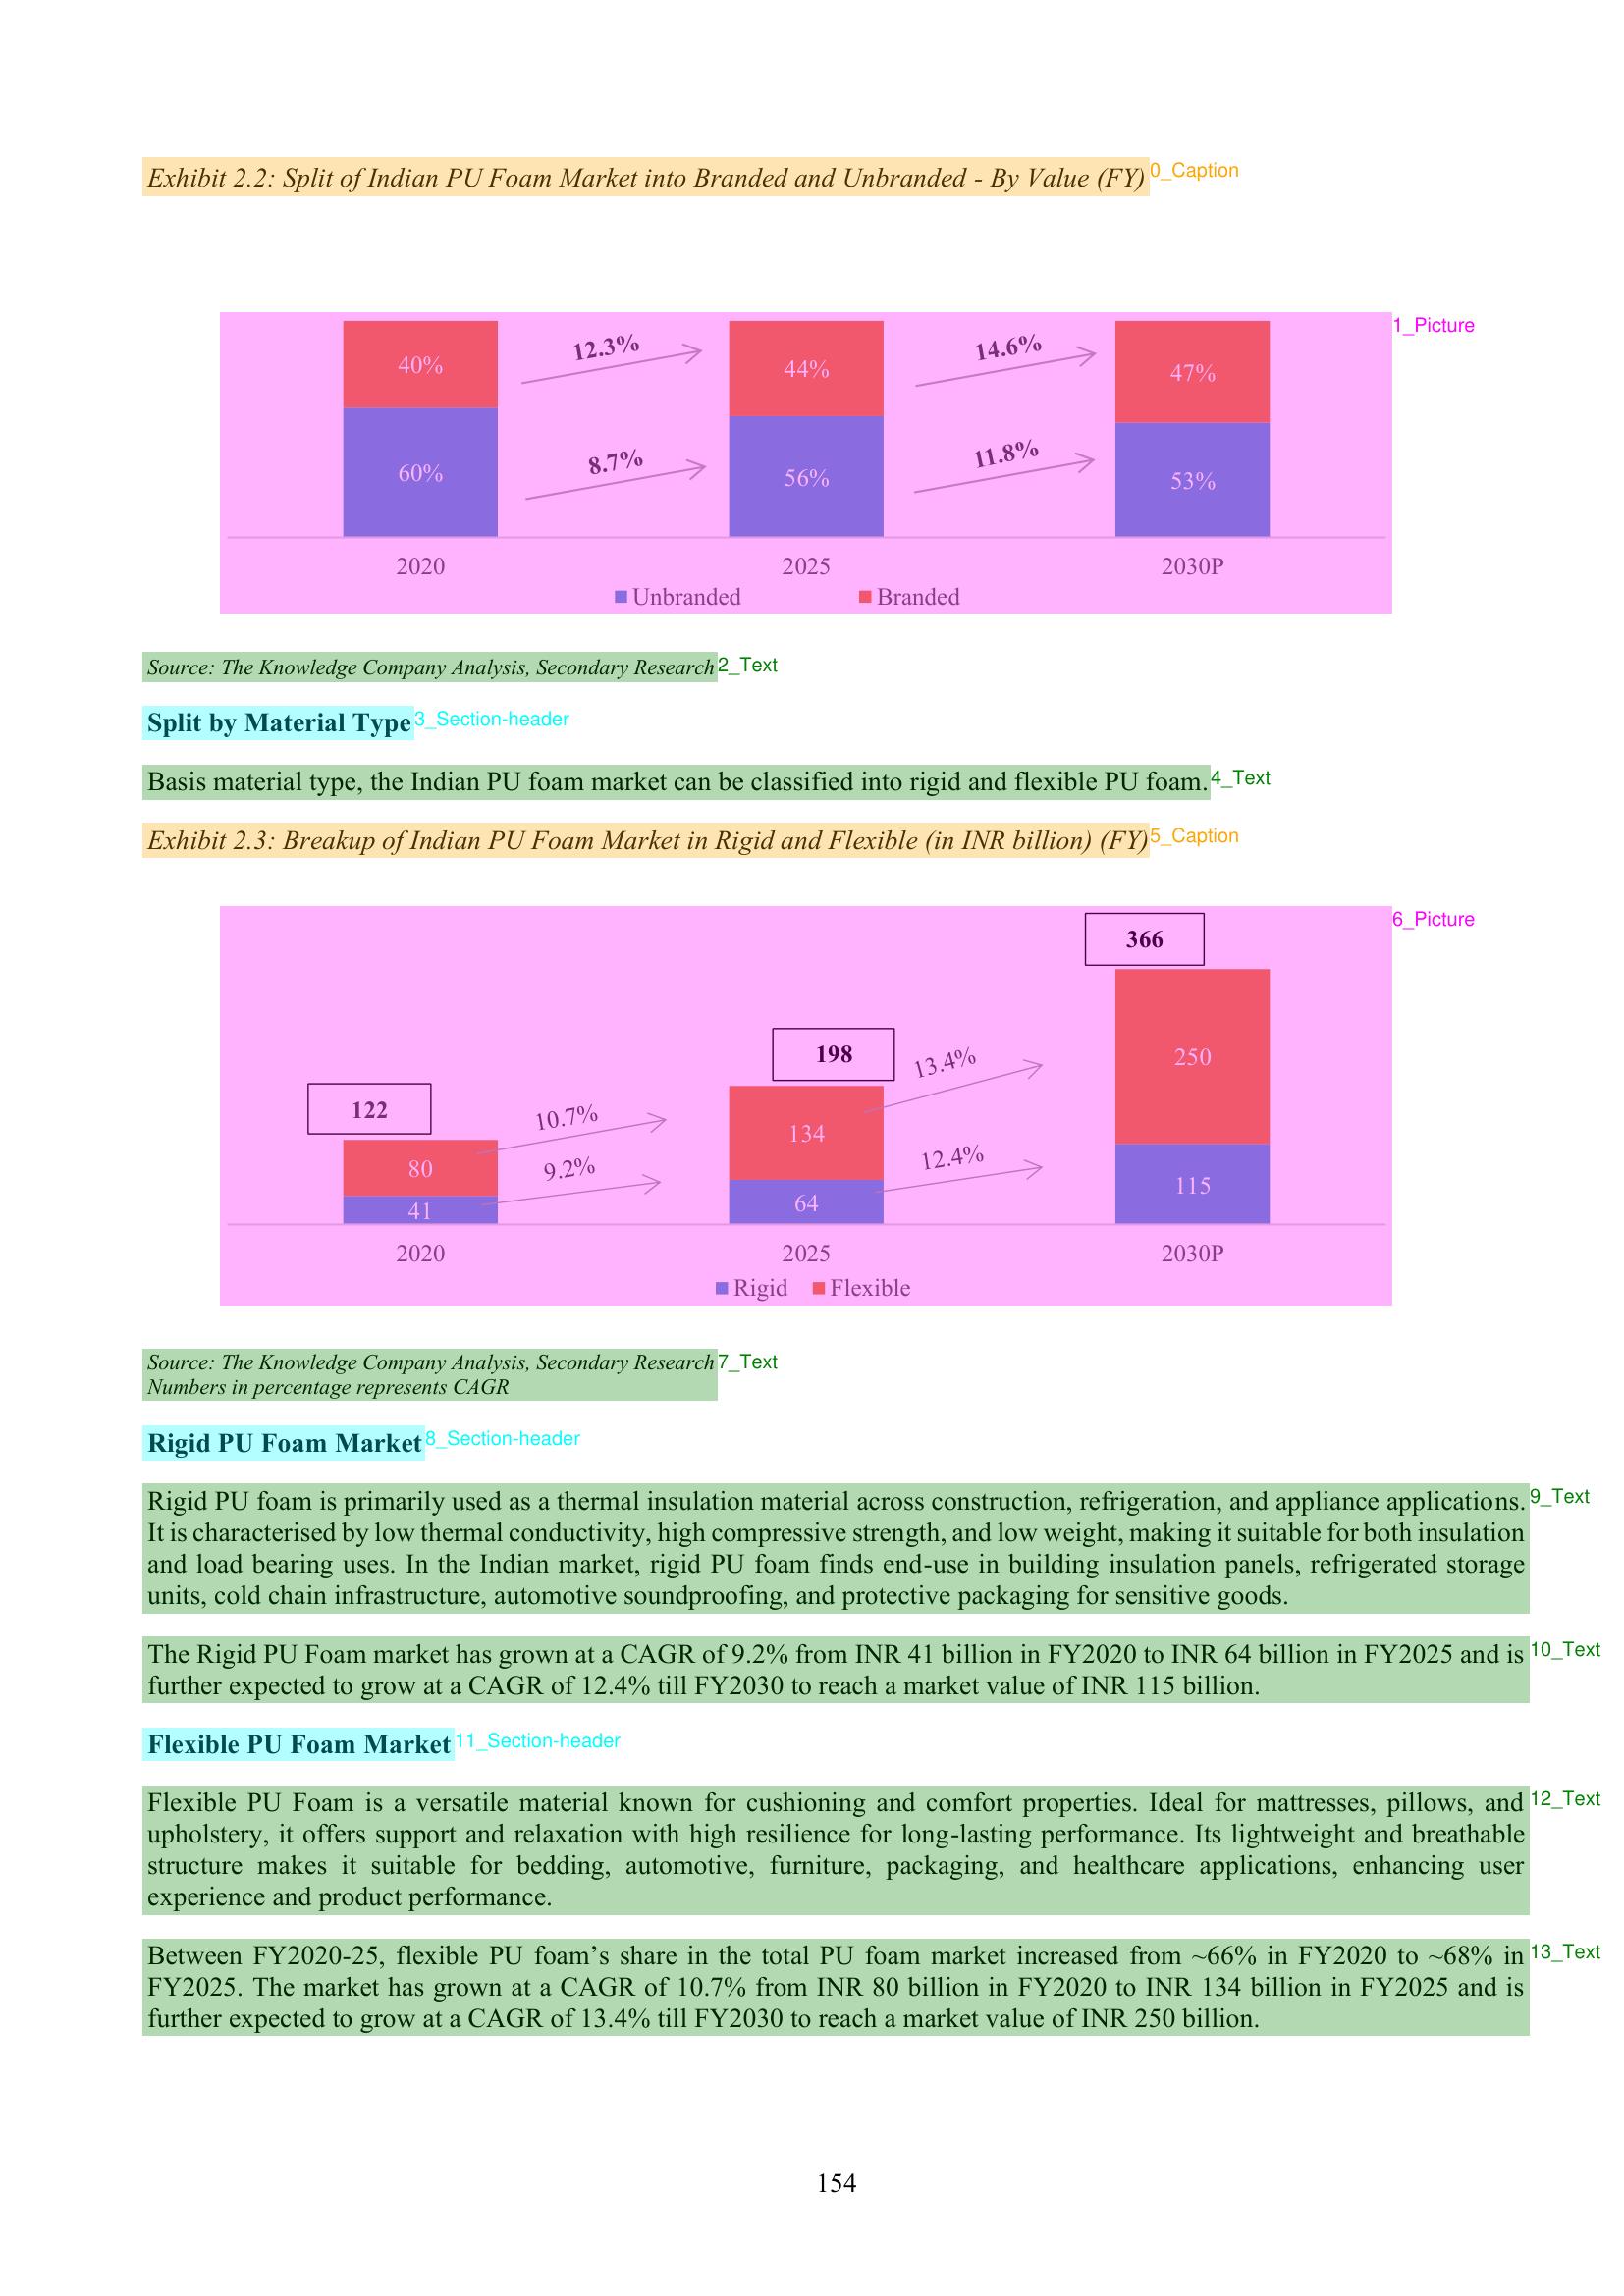 Exhibit 2.2: Split of Indian PU Foam Market into Branded and Unbranded - By Value (FY)
0_Caption
1_Picture
40%
12.3%
44%
14.6%
47%
60%
8.7%
56%
11.8%
53%
2020
2025
2030P
Unbranded
Branded
Source: The Knowledge Company Analysis, Secondary Research
2_Text
Split by Material Type
3_Section-header
Basis material type, the Indian PU foam market can be classified into rigid and flexible PU foam.
4_Text
Exhibit 2.3: Breakup of Indian PU Foam Market in Rigid and Flexible (in INR billion) (FY)
5_Caption
6_Picture
366
198
13.4%
250
122
10.7%
134
80
9.2%
12.4%
41
64
115
2020
2025
2030P
Rigid
Flexible
Source: The Knowledge Company Analysis, Secondary Research
7_Text
Numbers in percentage represents CAGR
Rigid PU Foam Market
8_Section-header
Rigid PU foam is primarily used as a thermal insulation material across construction, refrigeration, and appliance applications.
9_Text
It is characterised by low thermal conductivity, high compressive strength, and low weight, making it suitable for both insulation
and load bearing uses. In the Indian market, rigid PU foam finds end-use in building insulation panels, refrigerated storage
units, cold chain infrastructure, automotive soundproofing, and protective packaging for sensitive goods.
The Rigid PU Foam market has grown at a CAGR of 9.2% from INR 41 billion in FY2020 to INR 64 billion in FY2025 and is
10_Text
further expected to grow at a CAGR of 12.4% till FY2030 to reach a market value of INR 115 billion.
Flexible PU Foam Market
11_Section-header
Flexible PU Foam is a versatile material known for cushioning and comfort properties. Ideal for mattresses, pillows, and
12_Text
upholstery, it offers support and relaxation with high resilience for long-lasting performance. Its lightweight and breathable
structure makes it suitable for bedding, automotive, furniture, packaging, and healthcare applications, enhancing user
experience and product performance.
Between FY2020-25, flexible PU foam’s share in the total PU foam market increased from ~66% in FY2020 to ~68% in
13_Text
FY2025. The market has grown at a CAGR of 10.7% from INR 80 billion in FY2020 to INR 134 billion in FY2025 and is
further expected to grow at a CAGR of 13.4% till FY2030 to reach a market value of INR 250 billion.
154